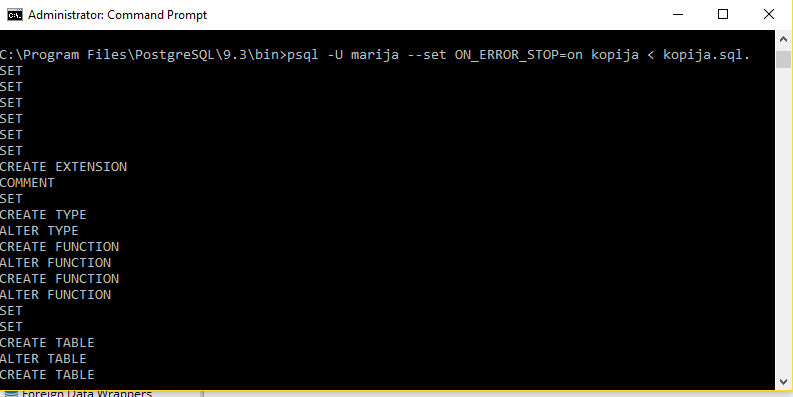 Administrator: Command Prompt
C:\Program Files\PostgreSQL\9.3\bin>psql -U marija --set ON_ERROR_STOP=on kopija < kopija.sql.
SET
SET
SET
SET
SET
SET
CREATE EXTENSION
COMMENT
SET
CREATE TYPE
ALTER TYPE
CREATE FUNCTION
ALTER FUNCTION
CREATE FUNCTION
ALTER FUNCTION
SET
SET
CREATE TABLE
ALTER TABLE
CREATE TABLE
Foreign Data Wrappers